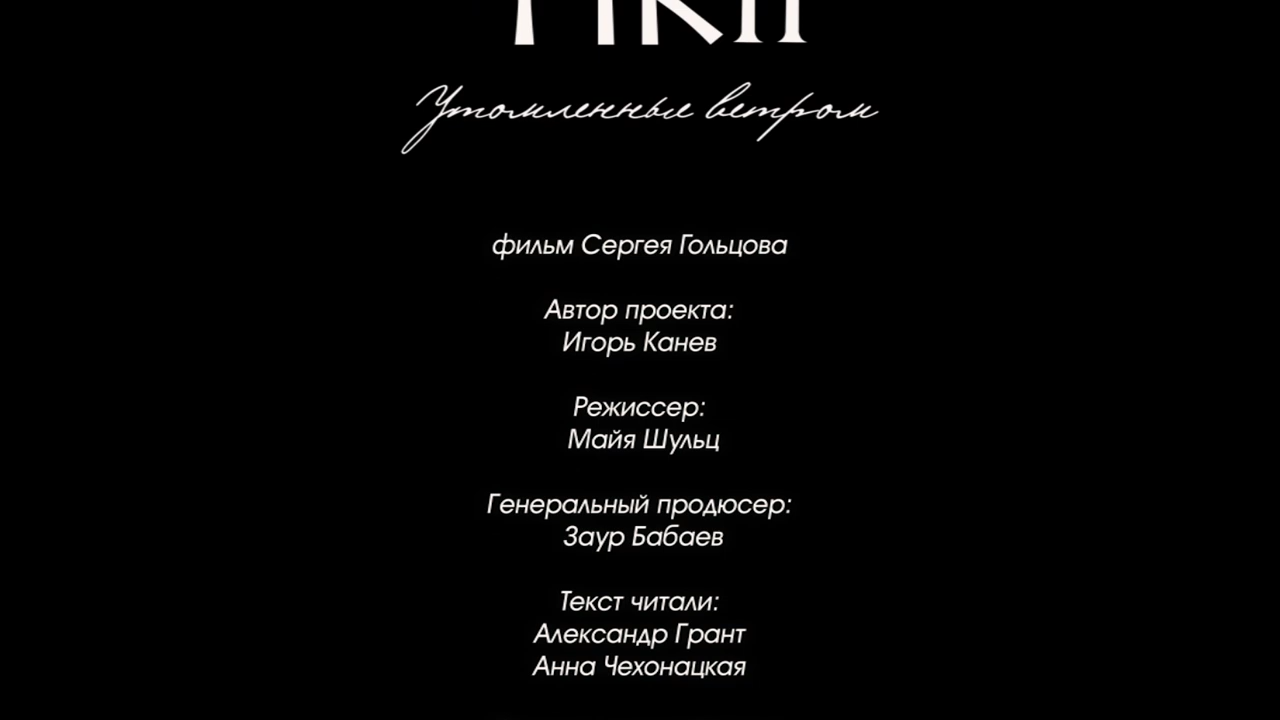 Утомленные ветром
фильм Сергея Гольцова
Автор проекта:
Игорь Канев
Режиссер:
Майя Шульц
Генеральный продюсер:
Заур Бабаев
Текст читали:
Александр Грант
Анна Чехонацкая